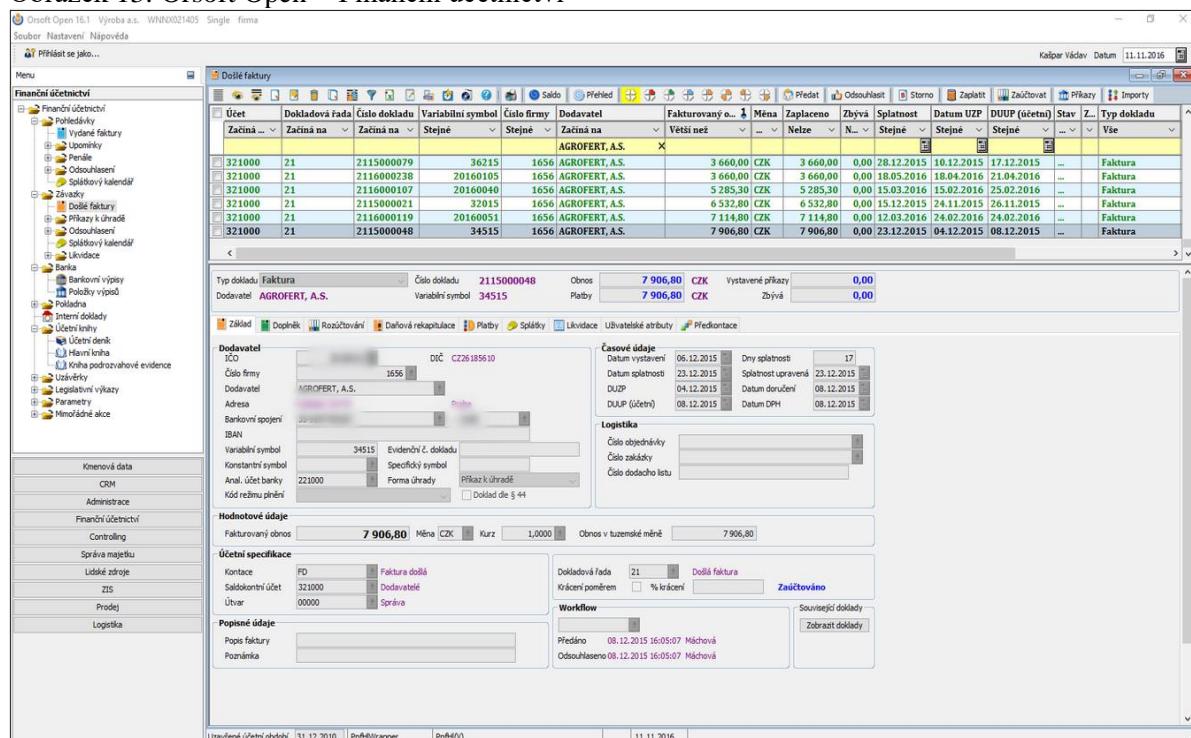 Obrázek 13: Orsoft Open – Finanční účetnictví
Orsoft Open 16.1 Výroba a.s. WNNX021405 Single firma
Soubor Nastavení Nápověda
Přihlásit se jako... Kašpar Václav Datum 11.11.2016
Menu
Došlé faktury
Finanční účetnictví
Saldo Přehled Předat Odsouhlasit Storno Zaplatit Zaúčtovat Příkazy Importy
Finanční účetnictví
Pohledávky
Vydané faktury
Upomínky
Penále
Odsouhlasení
Splátkový kalendář
Závazky
Došlé faktury
Příkazy k úhradě
Odsouhlasení
Splátkový kalendář
Likvidace
Banka
Bankovní výpisy
Položky výpisů
Pokladna
Interní doklady
Účetní knihy
Účetní deník
Hlavní kniha
Kniha podrozvahové evidence
Uzávěrky
Legislativní výkazy
Parametry
Mimořádné akce
Kmenová data
CRM
Administrace
Finanční účetnictví
Controlling
Správa majetku
Lidské zdroje
ZIS
Prodej
Logistika
Účet Dokladová řada Číslo dokladu Variabilní symbol Číslo firmy Dodavatel Fakturovaný o... Měna Zaplaceno Zbývá Splatnost Datum UZP DUUP (účetní) Stav Z... Typ dokladu
Začíná ... Začíná na Začíná na Stejné Stejné Začíná na Větší než ... Nelze N... Stejné Stejné Stejné ... Vše
AGROFERT, A.S.
321000 21 2115000079 36215 1656 AGROFERT, A.S. 3 660,00 CZK 3 660,00 0,00 28.12.2015 10.12.2015 17.12.2015 ... Faktura
321000 21 2116000238 20160105 1656 AGROFERT, A.S. 3 660,00 CZK 3 660,00 0,00 18.05.2016 18.04.2016 21.04.2016 ... Faktura
321000 21 2116000107 20160040 1656 AGROFERT, A.S. 5 285,30 CZK 5 285,30 0,00 15.03.2016 15.02.2016 25.02.2016 ... Faktura
321000 21 2115000021 32015 1656 AGROFERT, A.S. 6 532,80 CZK 6 532,80 0,00 15.12.2015 24.11.2015 26.11.2015 ... Faktura
321000 21 2116000119 20160051 1656 AGROFERT, A.S. 7 114,80 CZK 7 114,80 0,00 12.03.2016 24.02.2016 24.02.2016 ... Faktura
321000 21 2115000048 34515 1656 AGROFERT, A.S. 7 906,80 CZK 7 906,80 0,00 23.12.2015 04.12.2015 08.12.2015 ... Faktura
Typ dokladu Faktura Číslo dokladu 2115000048 Obnos 7 906,80 CZK Vystavené příkazy 0,00
Dodavatel AGROFERT, A.S. Variabilní symbol 34515 Platby 7 906,80 CZK Zbývá 0,00
Základ Doplněk Rozúčtování Daňová rekapitulace Platby Splátky Likvidace Uživatelské atributy Předkontace
Dodavatel
IČO DIČ CZ26185610
Číslo firmy 1656
Dodavatel AGROFERT, A.S.
Adresa Praha
Bankovní spojení
IBAN
Variabilní symbol 34515 Evidenční č. dokladu
Konstantní symbol Specifický symbol
Anal. účet banky 221000 Forma úhrady Příkaz k úhradě
Kód režimu plnění Doklad dle § 44
Časové údaje
Datum vystavení 06.12.2015 Dny splatnosti 17
Datum splatnosti 23.12.2015 Splatnost upravená 23.12.2015
DUZP 04.12.2015 Datum doručení 08.12.2015
DUUP (účetní) 08.12.2015 Datum DPH 08.12.2015
Logistika
Číslo objednávky
Číslo zakázky
Číslo dodacího listu
Hodnotové údaje
Fakturovaný obnos 7 906,80 Měna CZK Kurz 1,0000 Obnos v tuzemské měně 7 906,80
Účetní specifikace
Kontace FD Faktura došlá Dokladová řada 21 Došlá faktura
Saldokontní účet 321000 Dodavatelé Krácení poměrem % krácení Zaúčtováno
Útvar 00000 Správa
Popisné údaje
Popis faktury
Poznámka
Workflow
Předáno 08.12.2015 16:05:07 Máchová
Odsouhlaseno 08.12.2015 16:05:07 Máchová
Související doklady
Zobrazit doklady
Uzavřené účetní období 31.12.2010 11.11.2016